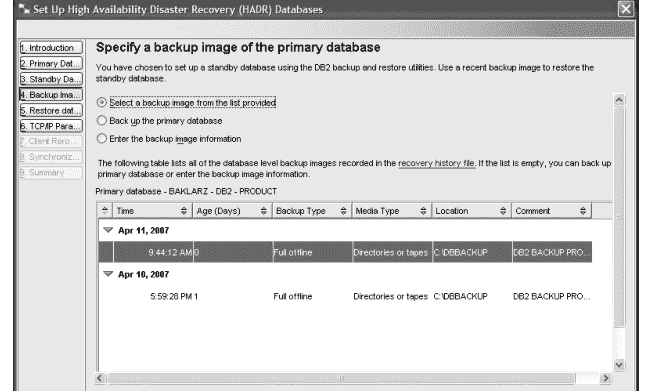 Set Up High Availability Disaster Recovery (HADR) Databases
1. Introduction
2. Primary Dat...
3. Standby Da...
4. Backup Ima...
5. Restore dat...
6. TCP/IP Para...
7. Client Rero...
8. Synchroniz...
9. Summary
Specify a backup image of the primary database
You have chosen to set up a standby database using the DB2 backup and restore utilities. Use a recent backup image to restore the
standby database.
Select a backup image from the list provided
Back up the primary database
Enter the backup image information
The following table lists all of the database level backup images recorded in the recovery history file. If the list is empty, you can back up
primary database or enter the backup image information.
Primary database - BAKLARZ - DB2 - PRODUCT
Time Age (Days) Backup Type Media Type Location Comment
Apr 11, 2007
9:44:12 AM 0 Full offline Directories or tapes C:\DBBACKUP DB2 BACKUP PRO...
Apr 10, 2007
5:59:28 PM 1 Full offline Directories or tapes C:\DBBACKUP DB2 BACKUP PRO...